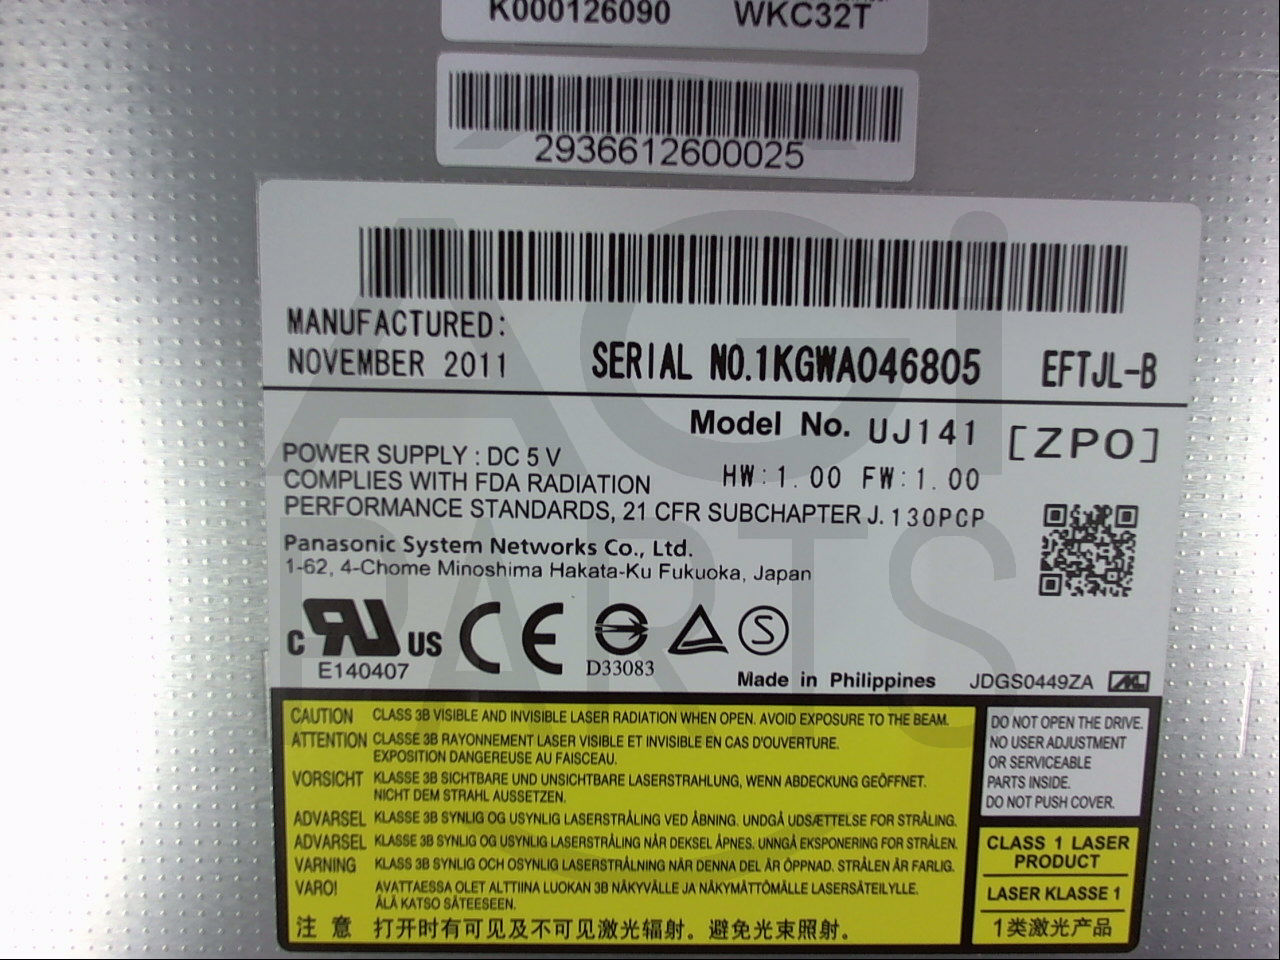 K000126090 WKC32T
2936612600025
MANUFACTURED:
NOVEMBER 2011 SERIAL NO.1KGWA046805 EFTJL-B
Model No. UJ141 [ZPO]
POWER SUPPLY : DC 5 V
HW:1.00 FW:1.00
COMPLIES WITH FDA RADIATION
PERFORMANCE STANDARDS, 21 CFR SUBCHAPTER J. 130PCP
Panasonic System Networks Co., Ltd.
1-62, 4-Chome Minoshima Hakata-Ku Fukuoka, Japan
C US CE S
E140407 D33083
Made in Philippines JDGS0449ZA
CAUTION CLASS 3B VISIBLE AND INVISIBLE LASER RADIATION WHEN OPEN. AVOID EXPOSURE TO THE BEAM.
ATTENTION CLASSE 3B RAYONNEMENT LASER VISIBLE ET INVISIBLE EN CAS D'OUVERTURE.
EXPOSITION DANGEREUSE AU FAISCEAU.
VORSICHT KLASSE 3B SICHTBARE UND UNSICHTBARE LASERSTRAHLUNG, WENN ABDECKUNG GEÖFFNET.
NICHT DEM STRAHL AUSSETZEN.
ADVARSEL KLASSE 3B SYNLIG OG USYNLIG LASERSTRÅLING VED ÅBNING. UNDGÅ UDSÆTTELSE FOR STRÅLING.
ADVARSEL KLASSE 3B SYNLIG OG USYNLIG LASERSTRÅLING NÅR DEKSEL ÅPNES. UNNGÅ EKSPONERING FOR STRÅLEN.
VARNING KLASS 3B SYNLIG OCH OSYNLIG LASERSTRÅLNING NÄR DENNA DEL ÄR ÖPPNAD. STRÅLEN ÄR FARLIG.
VARO! AVATTAESSA OLET ALTTIINA LUOKAN 3B NÄKYVÄLLE JA NÄKYMÄTTÖMÄLLE LASERSÄTEILYLLE.
ÄLÄ KATSO SÄTEESEEN.
注 意 打开时有可见及不可见激光辐射。避免光束照射。
DO NOT OPEN THE DRIVE.
NO USER ADJUSTMENT
OR SERVICEABLE
PARTS INSIDE.
DO NOT PUSH COVER.
CLASS 1 LASER
PRODUCT
LASER KLASSE 1
1类激光产品
AGI
PARTS